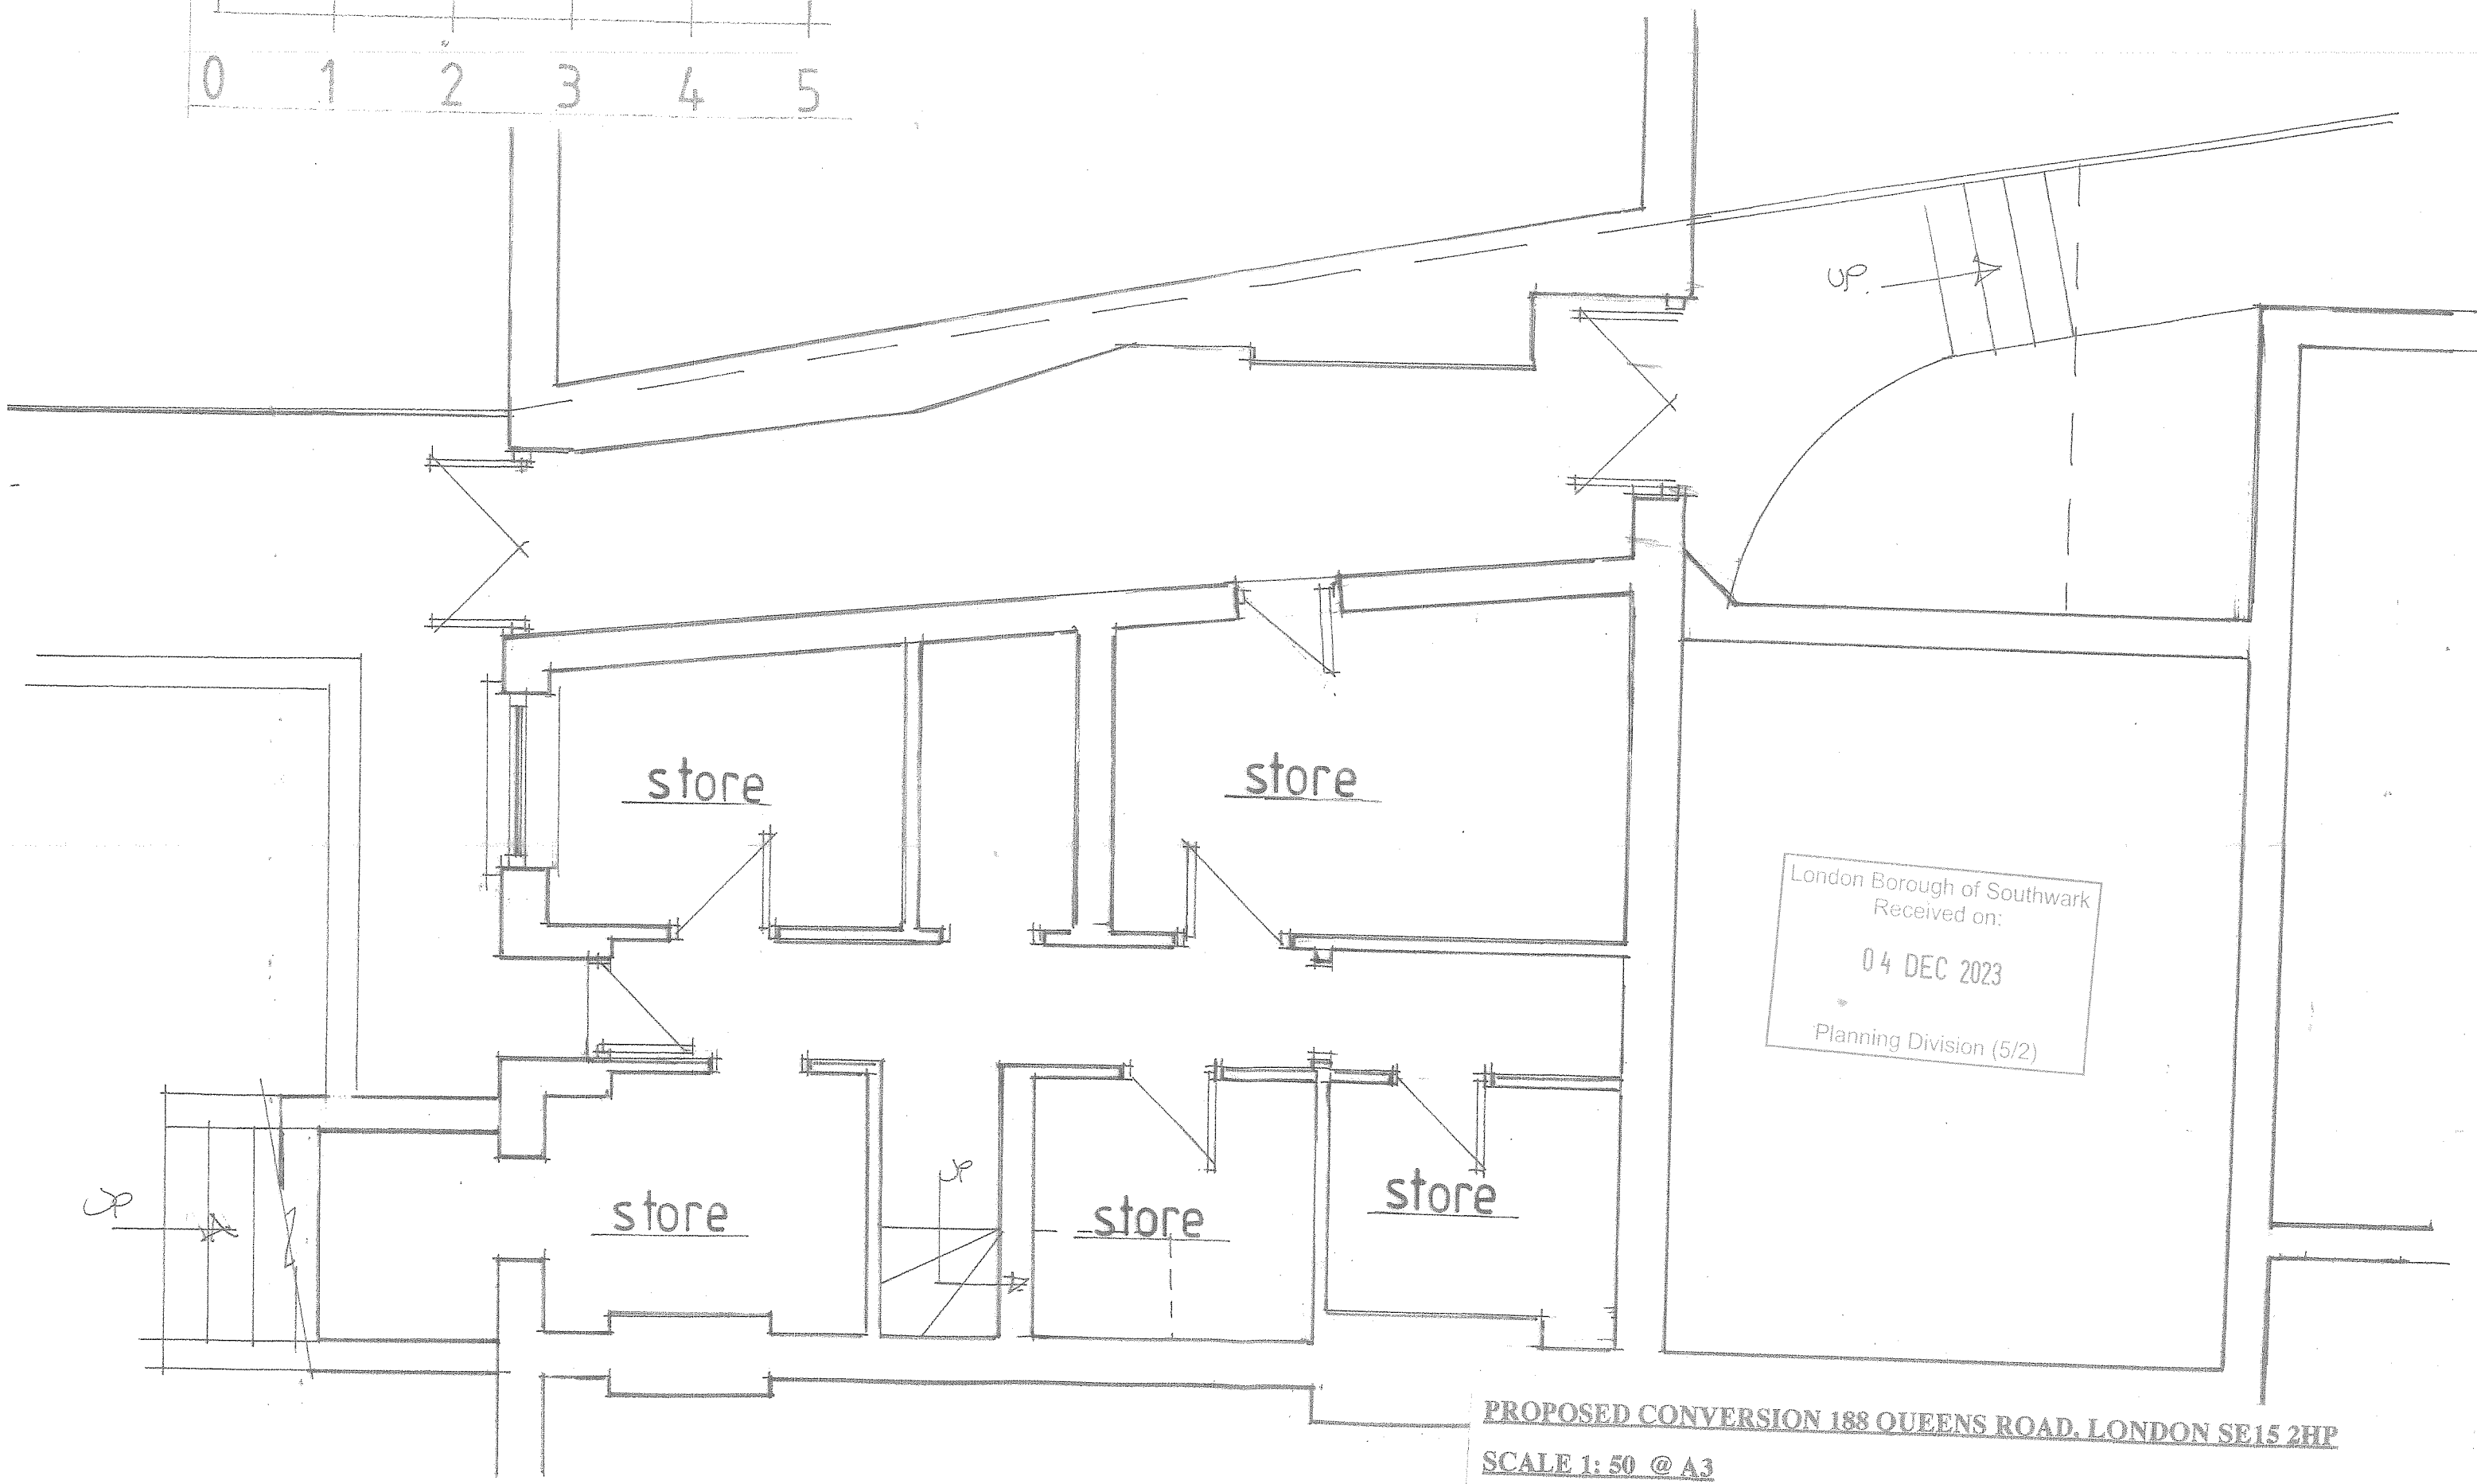 0 1 2 3 4 5
UP.
store
store
London Borough of Southwark
Received on:
04 DEC 2023
Planning Division (5/2)
UP
UP
store
store
store
PROPOSED CONVERSION 188 QUEENS ROAD, LONDON SE15 2HP
SCALE 1: 50 @ A3